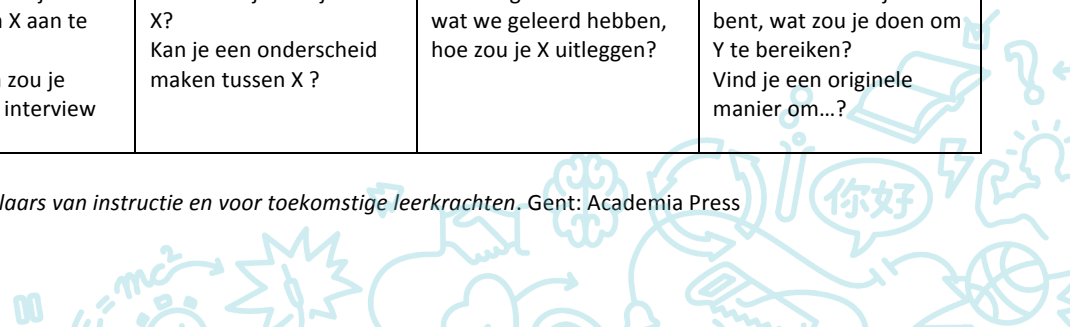 X aan te
zou je
interview
X?
Kan je een onderscheid
maken tussen X ?
wat we geleerd hebben,
hoe zou je X uitleggen?
bent, wat zou je doen om
Y te bereiken?
Vind je een originele
manier om…?
laars van instructie en voor toekomstige leerkrachten. Gent: Academia Press
你好
= mc²